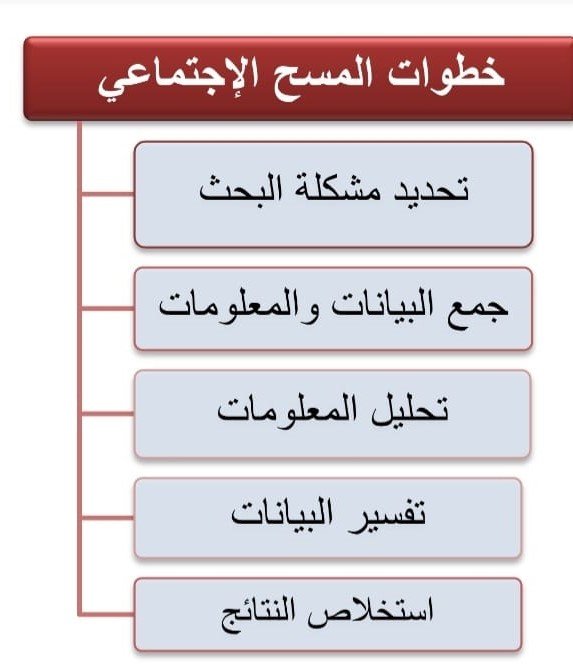 خطوات المسح الإجتماعي
تحديد مشكلة البحث
جمع البيانات والمعلومات
تحليل المعلومات
تفسير البيانات
استخلاص النتائج